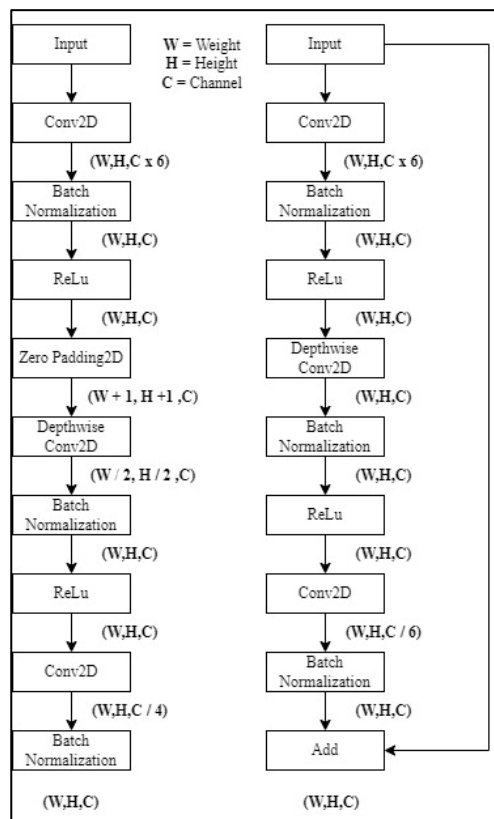 Input
Conv2D
(W,H,C x 6)
Batch
Normalization
(W,H,C)
ReLu
(W,H,C)
Zero Padding2D
(W + 1, H +1 ,C)
Depthwise
Conv2D
(W / 2, H / 2 ,C)
Batch
Normalization
(W,H,C)
ReLu
(W,H,C)
Conv2D
(W,H,C / 4)
Batch
Normalization
(W,H,C)
W = Weight
H = Height
C = Channel
Input
Conv2D
(W,H,C x 6)
Batch
Normalization
(W,H,C)
ReLu
(W,H,C)
Depthwise
Conv2D
(W,H,C)
Batch
Normalization
(W,H,C)
ReLu
(W,H,C)
Conv2D
(W,H,C / 6)
Batch
Normalization
(W,H,C)
Add
(W,H,C)